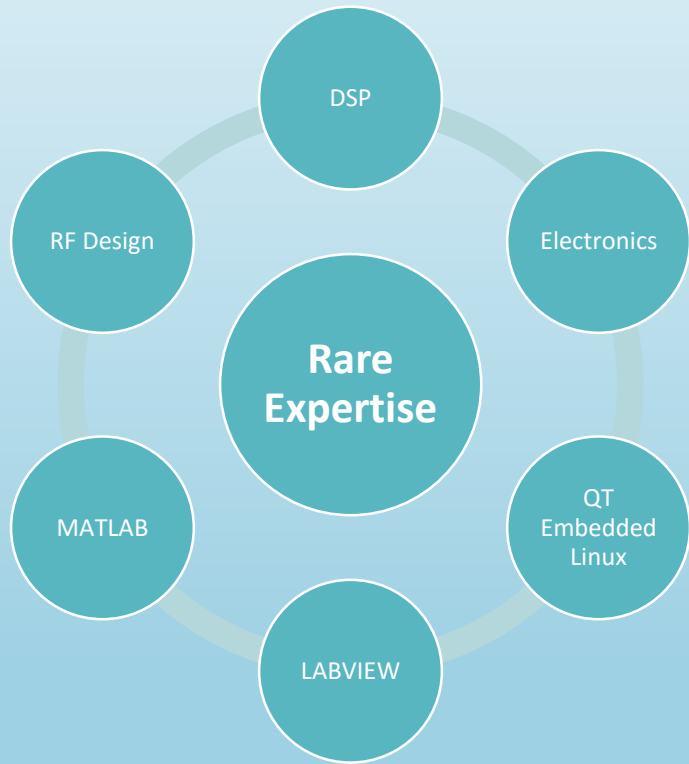 DSP
RF Design
Electronics
Rare
Expertise
MATLAB
QT
Embedded
Linux
LABVIEW